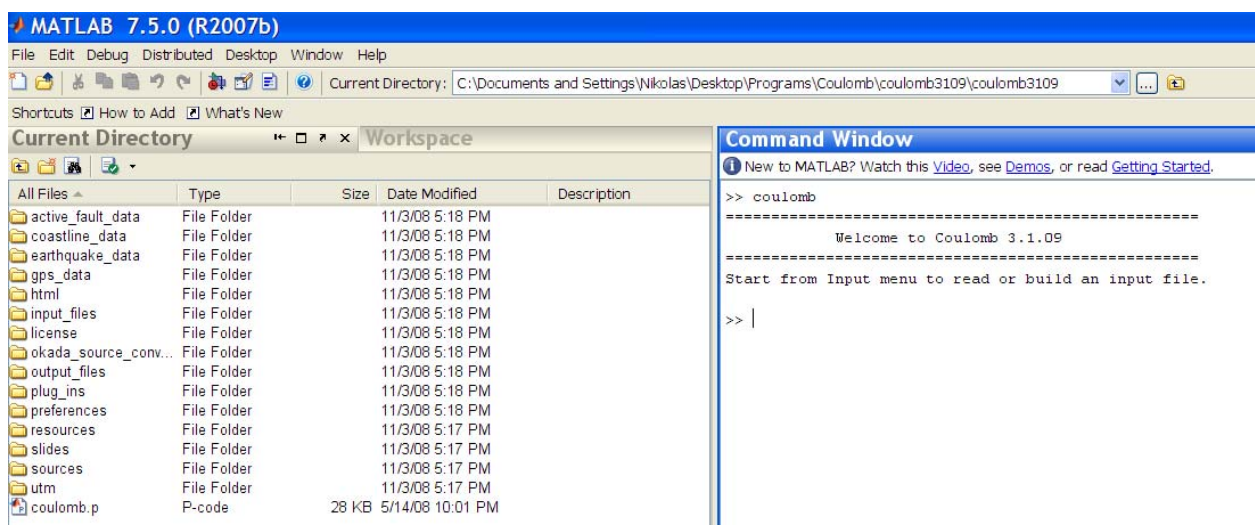 MATLAB 7.5.0 (R2007b)
File Edit Debug Distributed Desktop Window Help
Current Directory: C:\Documents and Settings\Nikolas\Desktop\Programs\Coulomb\coulomb3109\coulomb3109
Shortcuts How to Add What's New
Current Directory Workspace
All Files Type Size Date Modified Description
active_fault_data File Folder 11/3/08 5:18 PM
coastline_data File Folder 11/3/08 5:18 PM
earthquake_data File Folder 11/3/08 5:18 PM
gps_data File Folder 11/3/08 5:18 PM
html File Folder 11/3/08 5:18 PM
input_files File Folder 11/3/08 5:18 PM
license File Folder 11/3/08 5:18 PM
okada_source_conv... File Folder 11/3/08 5:18 PM
output_files File Folder 11/3/08 5:18 PM
plug_ins File Folder 11/3/08 5:18 PM
preferences File Folder 11/3/08 5:18 PM
resources File Folder 11/3/08 5:17 PM
slides File Folder 11/3/08 5:17 PM
sources File Folder 11/3/08 5:17 PM
utm File Folder 11/3/08 5:17 PM
coulomb.p P-code 28 KB 5/14/08 10:01 PM
Command Window
New to MATLAB? Watch this Video, see Demos, or read Getting Started.
>> coulomb
====================================================
Welcome to Coulomb 3.1.09
====================================================
Start from Input menu to read or build an input file.
>>